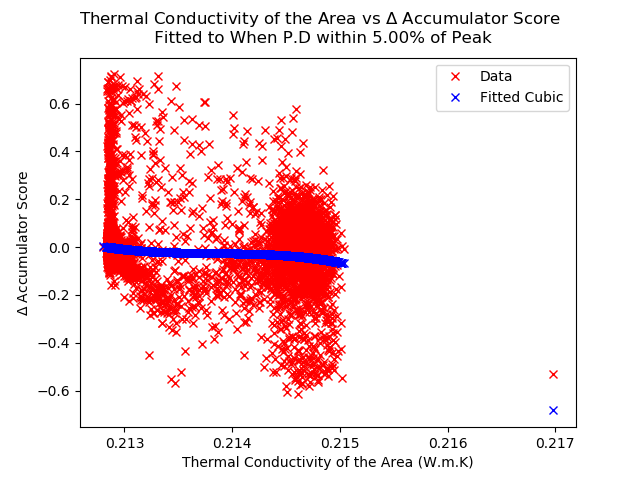 Thermal Conductivity of the Area vs Δ Accumulator Score
Fitted to When P.D within 5.00% of Peak
Data
Fitted Cubic
0.6
0.4
0.2
0.0
−0.2
−0.4
−0.6
Δ Accumulator Score
0.213 0.214 0.215 0.216 0.217
Thermal Conductivity of the Area (W.m.K)